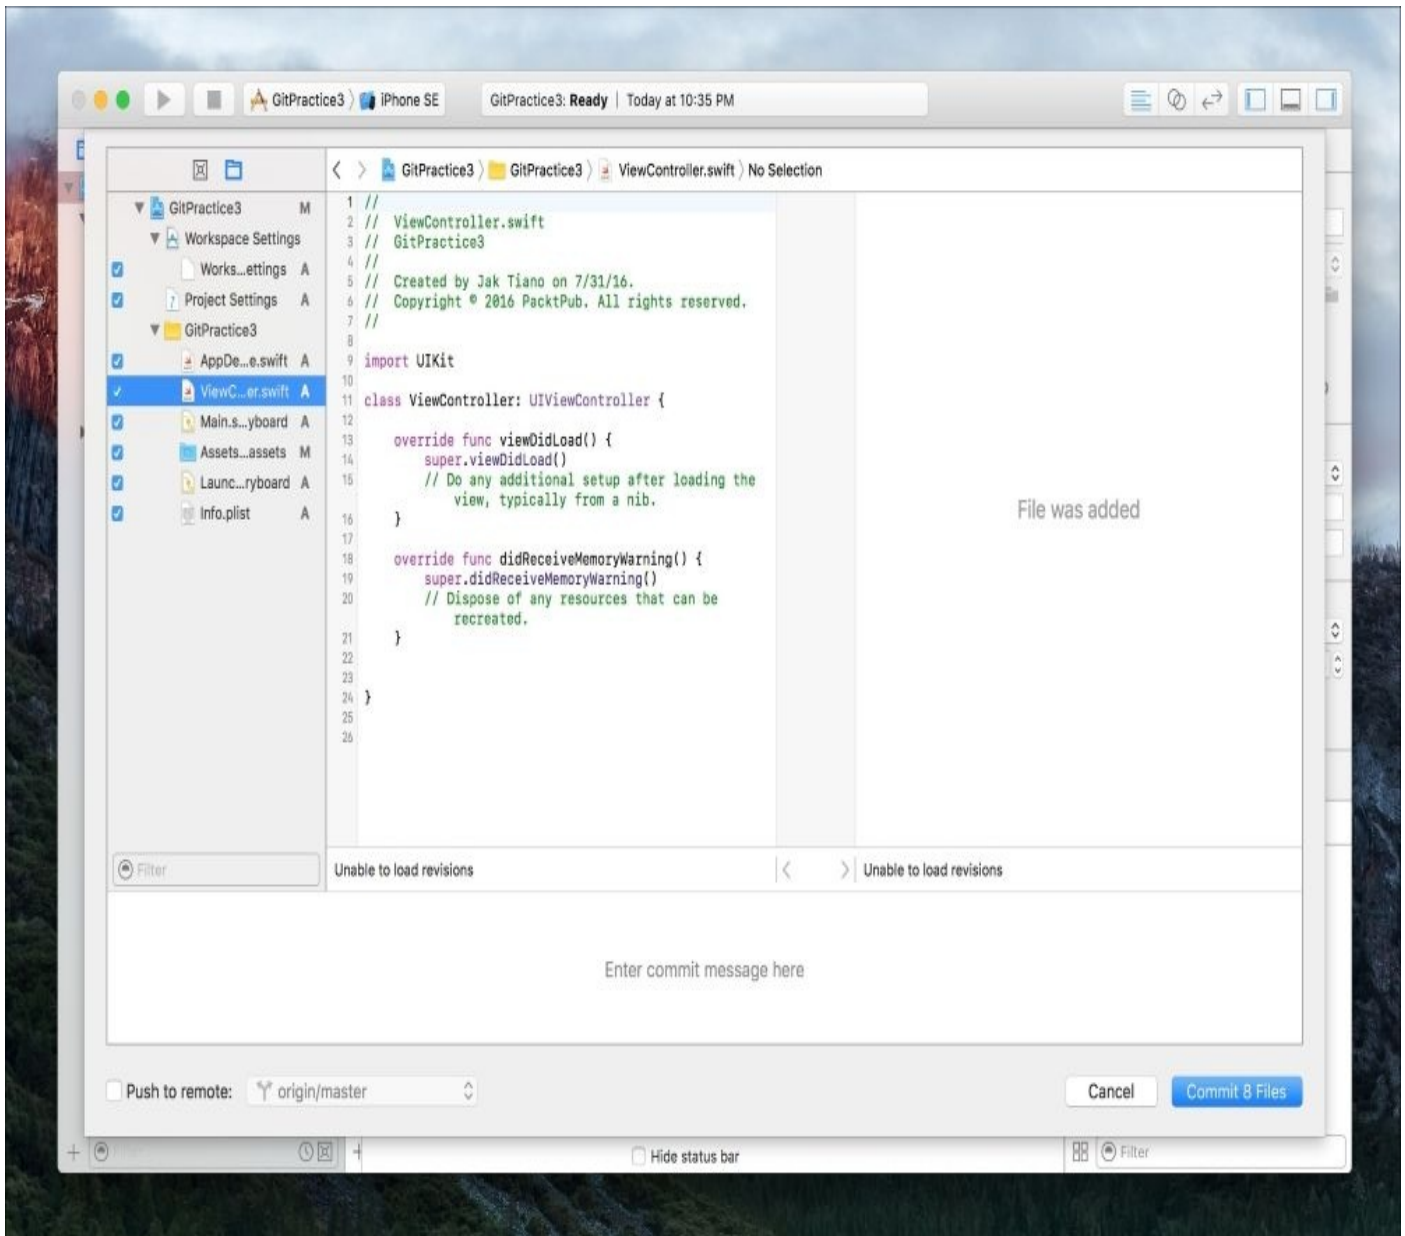 GitPractice3 iPhone SE GitPractice3: Ready | Today at 10:35 PM
GitPractice3 GitPractice3 ViewController.swift No Selection
GitPractice3 M
Workspace Settings
Works...ettings A
Project Settings A
GitPractice3
AppDe...e.swift A
ViewC...er.swift A
Main.s...yboard A
Assets...assets M
Launc...ryboard A
Info.plist A
Filter
1 //
2 // ViewController.swift
3 // GitPractice3
4 //
5 // Created by Jak Tiano on 7/31/16.
6 // Copyright © 2016 PacktPub. All rights reserved.
7 //
8
9 import UIKit
10
11 class ViewController: UIViewController {
12
13 override func viewDidLoad() {
14 super.viewDidLoad()
15 // Do any additional setup after loading the
view, typically from a nib.
16 }
17
18 override func didReceiveMemoryWarning() {
19 super.didReceiveMemoryWarning()
20 // Dispose of any resources that can be
recreated.
21 }
22
23
24 }
25
26
File was added
Unable to load revisions Unable to load revisions
Enter commit message here
Push to remote: origin/master Cancel Commit 8 Files
Hide status bar Filter